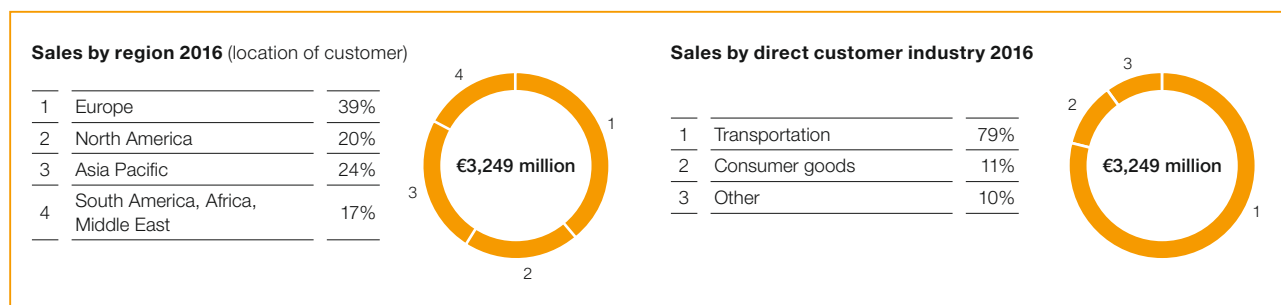 Sales by region 2016 (location of customer)
1 Europe 39%
2 North America 20%
3 Asia Pacific 24%
4 South America, Africa,
Middle East 17%
4
1
€3,249 million
3
2
Sales by direct customer industry 2016
1 Transportation 79%
2 Consumer goods 11%
3 Other 10%
3
2
€3,249 million
1